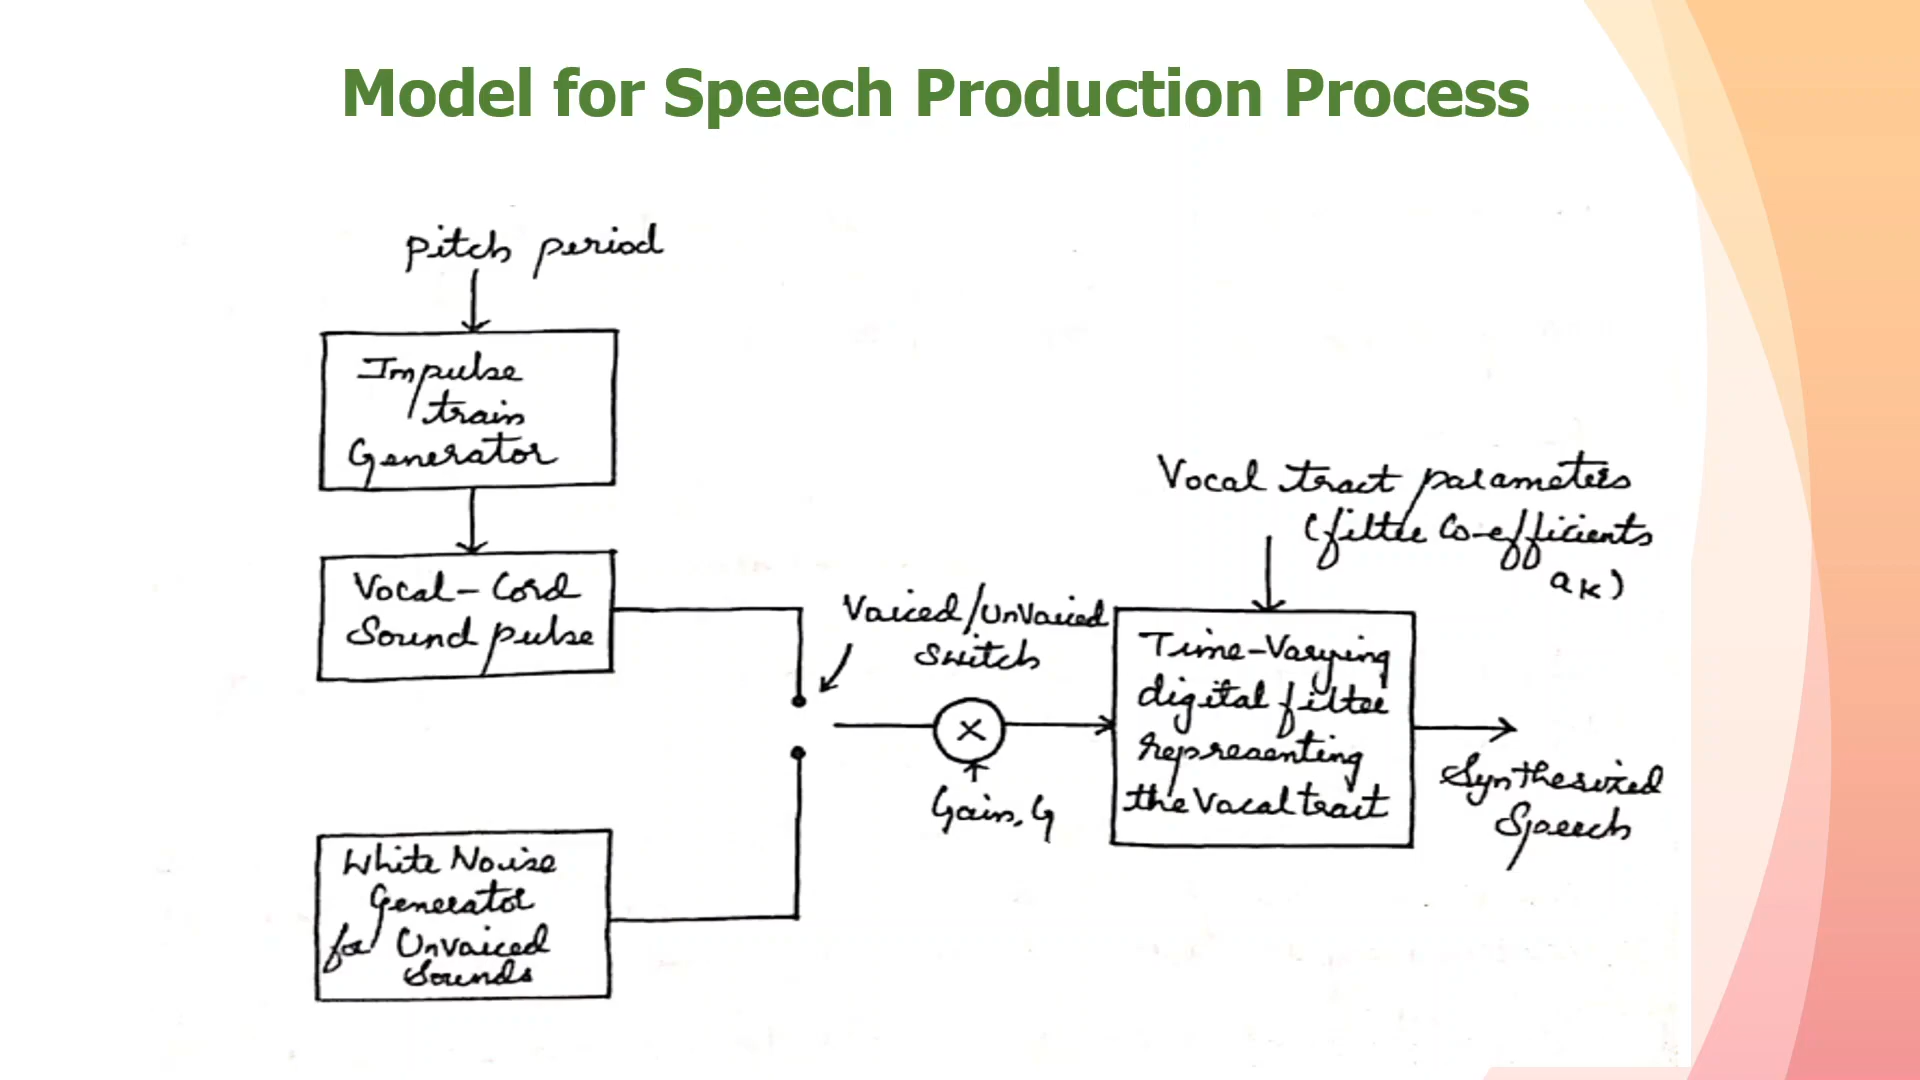 Model for Speech Production Process
pitch period
Impulse
train
Generator
Vocal-Cord
Sound pulse
White Noise
Generator
for Unvoiced
Sounds
Voiced/UnVoiced
Switch
Gain, G
Vocal tract parameters
(filter Co-efficients
aK)
Time-Varying
digital filter
representing
the Vocal tract
Synthesized
Speech
×